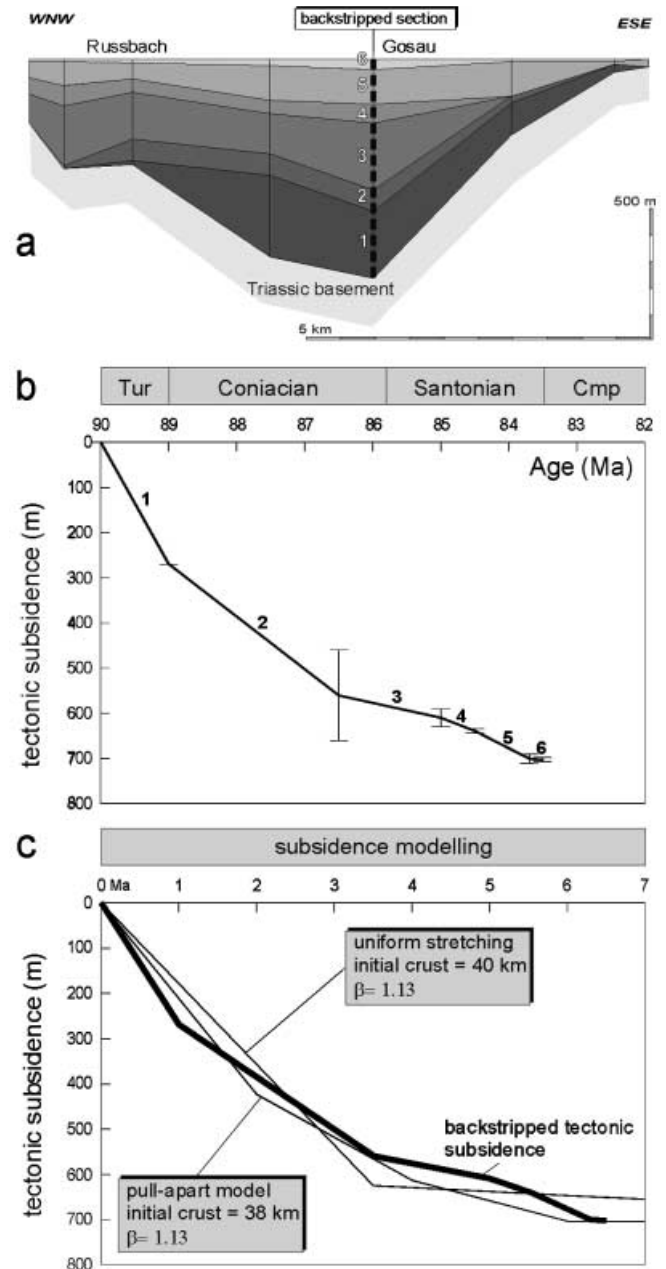 WNW
backstripped section
ESE
Russbach
Gosau
6
5
4
3
2
1
500 m
a
Triassic basement
5 km
b
Tur Coniacian Santonian Cmp
90 89 88 87 86 85 84 83 82
Age (Ma)
0
100
200
300
400
500
600
700
800
tectonic subsidence (m)
1
2
3
4
5
6
c
subsidence modelling
0 Ma 1 2 3 4 5 6 7
0
100
200
300
400
500
600
700
800
tectonic subsidence (m)
uniform stretching
initial crust = 40 km
β= 1.13
backstripped tectonic
subsidence
pull-apart model
initial crust = 38 km
β= 1.13